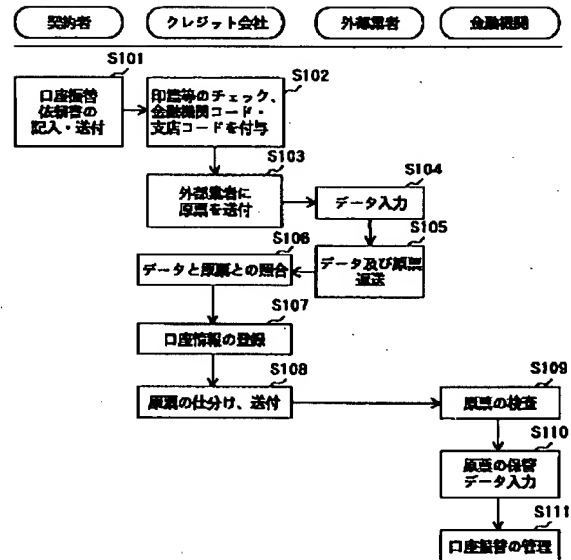 契約者
クレジット会社
外部業者
金融機関
S101
口座振替
依頼書の
記入・送付
S102
印鑑等のチェック、
金融機関コード・
支店コードを付与
S103
外部業者に
原票を送付
S104
データ入力
S105
データ及び原票
返送
S106
データと原票との照合
S107
口座情報の登録
S108
原票の仕分け、送付
S109
原票の検査
S110
原票の保管
データ入力
S111
口座振替の管理